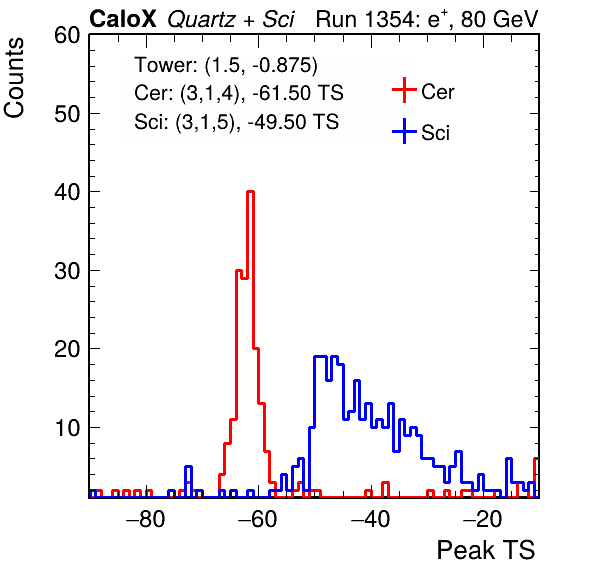 CaloX Quartz + Sci Run 1354: e⁺, 80 GeV
Counts
60
50
40
30
20
10
Tower: (1.5, -0.875)
Cer: (3,1,4), -61.50 TS
Sci: (3,1,5), -49.50 TS
Cer
Sci
−80 −60 −40 −20
Peak TS